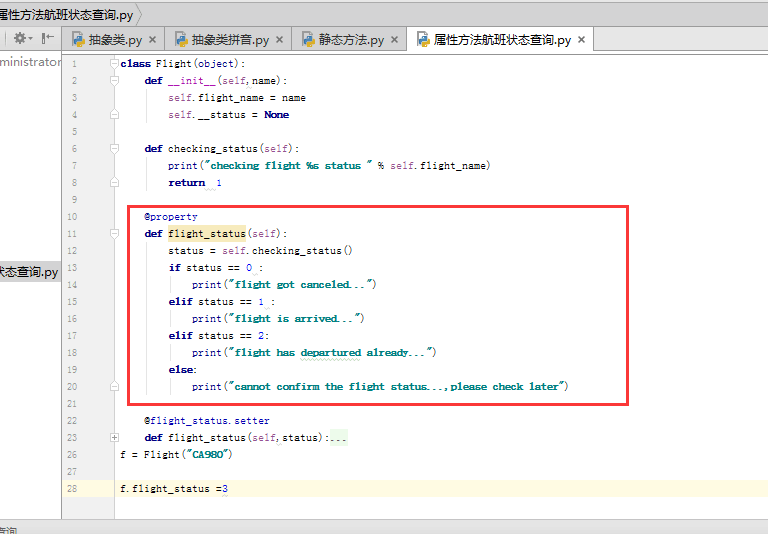 属性方法航班状态查询.py
抽象类.py × 抽象类拼音.py × 静态方法.py × 属性方法航班状态查询.py ×
ministrator
1 class Flight(object):
2 def __init__(self,name):
3 self.flight_name = name
4 self.__status = None
5
6 def checking_status(self):
7 print("checking flight %s status " % self.flight_name)
8 return 1
9
10 @property
11 def flight_status(self):
状态查询.py 12 status = self.checking_status()
13 if status == 0 :
14 print("flight got canceled...")
15 elif status == 1 :
16 print("flight is arrived...")
17 elif status == 2:
18 print("flight has departured already...")
19 else:
20 print("cannot confirm the flight status...,please check later")
21
22 @flight_status.setter
23 def flight_status(self,status):...
26 f = Flight("CA980")
27
28 f.flight_status =3